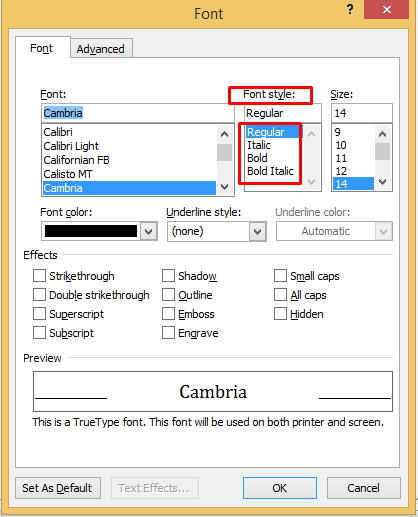 Font
?
X
Font
Advanced
Font:
Font style:
Size:
Cambria
Regular
14
Calibri
Calibri Light
Californian FB
Calisto MT
Cambria
Regular
Italic
Bold
Bold Italic
9
10
11
12
14
Font color:
Underline style:
Underline color:
(none)
Automatic
Effects
Strikethrough
Double strikethrough
Superscript
Subscript
Shadow
Outline
Emboss
Engrave
Small caps
All caps
Hidden
Preview
Cambria
This is a TrueType font. This font will be used on both printer and screen.
Set As Default
Text Effects...
OK
Cancel